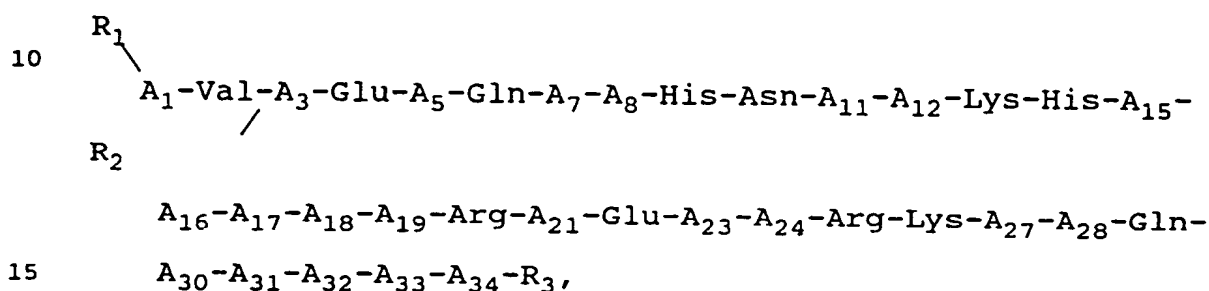 R₁
10
A₁-Val-A₃-Glu-A₅-Gln-A₇-A₈-His-Asn-A₁₁-A₁₂-Lys-His-A₁₅-
R₂
A₁₆-A₁₇-A₁₈-A₁₉-Arg-A₂₁-Glu-A₂₃-A₂₄-Arg-Lys-A₂₇-A₂₈-Gln-
15 A₃₀-A₃₁-A₃₂-A₃₃-A₃₄-R₃,